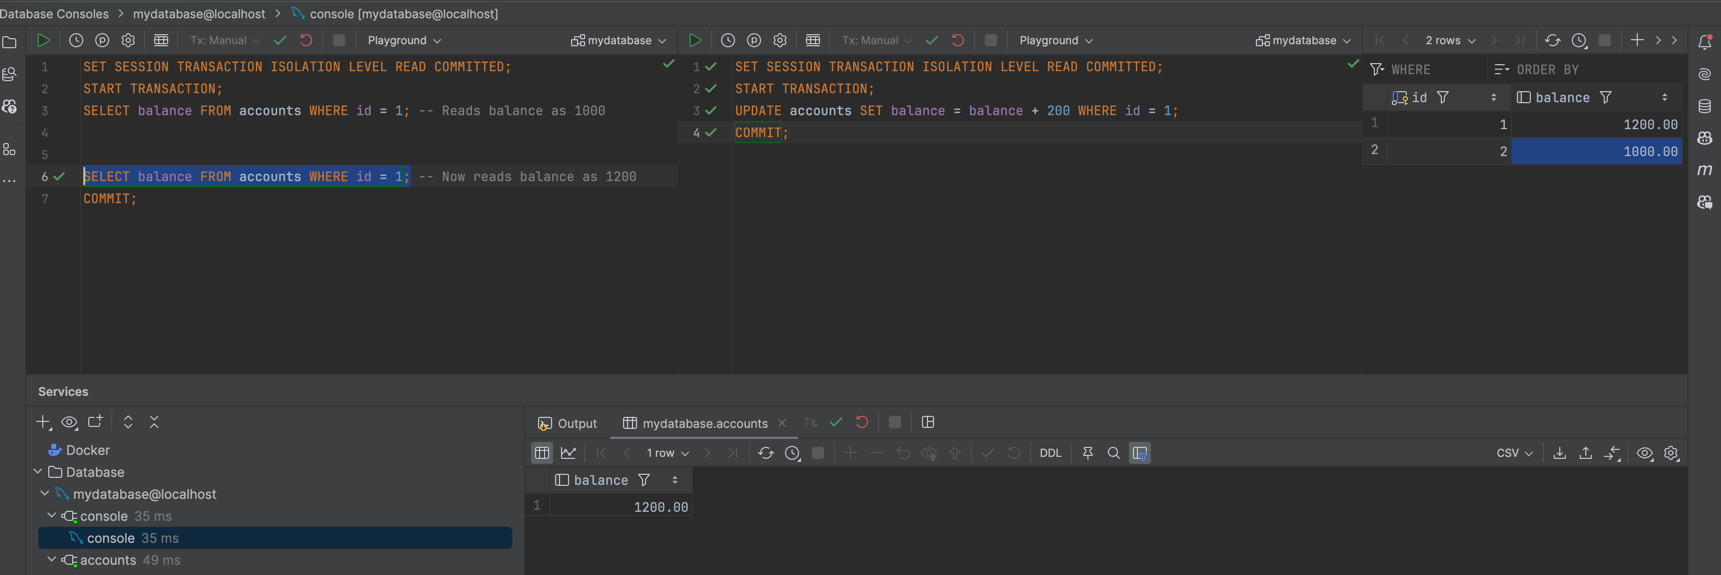 Database Consoles > mydatabase@localhost > console [mydatabase@localhost]
Tx: Manual Playground mydatabase
1 SET SESSION TRANSACTION ISOLATION LEVEL READ COMMITTED;
2 START TRANSACTION;
3 SELECT balance FROM accounts WHERE id = 1; -- Reads balance as 1000
4
5
6 SELECT balance FROM accounts WHERE id = 1; -- Now reads balance as 1200
7 COMMIT;
Tx: Manual Playground mydatabase
1 SET SESSION TRANSACTION ISOLATION LEVEL READ COMMITTED;
2 START TRANSACTION;
3 UPDATE accounts SET balance = balance + 200 WHERE id = 1;
4 COMMIT;
2 rows
WHERE ORDER BY
id balance
1 1 1200.00
2 2 1000.00
m
Services
Docker
Database
mydatabase@localhost
console 35 ms
console 35 ms
accounts 49 ms
Output mydatabase.accounts Tx
1 row DDL CSV
balance
1 1200.00